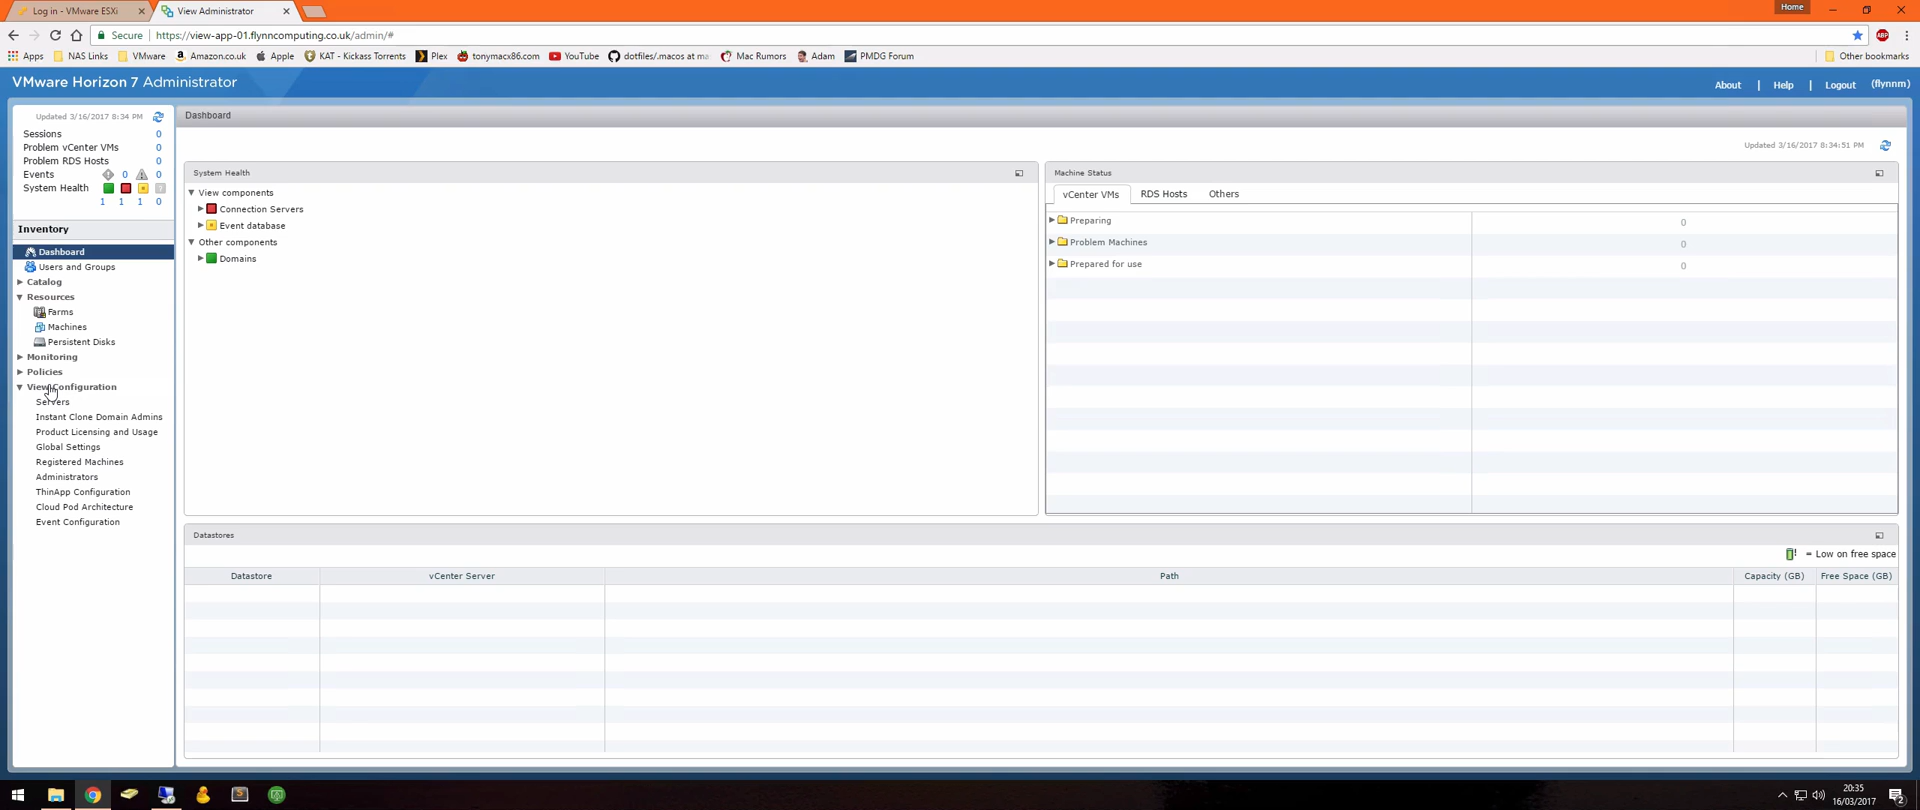 Log in - VMware ESXi
View Administrator
Home
Secure
https://view-app-01.flynncomputing.co.uk/admin/#
ABP
Apps
NAS Links
VMware
Amazon.co.uk
Apple
KAT - Kickass Torrents
Plex
tonymacx86.com
YouTube
dotfiles/.macos at ma
Mac Rumors
Adam
PMDG Forum
Other bookmarks
VMware Horizon 7 Administrator
About | Help | Logout (flynnm)
Updated 3/16/2017 8:34 PM
Sessions 0
Problem vCenter VMs 0
Problem RDS Hosts 0
Events 0 0
System Health
1 1 1 0
Inventory
Dashboard
Users and Groups
Catalog
Resources
Farms
Machines
Persistent Disks
Monitoring
Policies
View Configuration
Servers
Instant Clone Domain Admins
Product Licensing and Usage
Global Settings
Registered Machines
Administrators
ThinApp Configuration
Cloud Pod Architecture
Event Configuration
Dashboard
Updated 3/16/2017 8:34:51 PM
System Health
View components
Connection Servers
Event database
Other components
Domains
Machine Status
vCenter VMs
RDS Hosts
Others
Preparing 0
Problem Machines 0
Prepared for use 0
Datastores
! = Low on free space
Datastore
vCenter Server
Path
Capacity (GB)
Free Space (GB)
20:35
16/03/2017
2